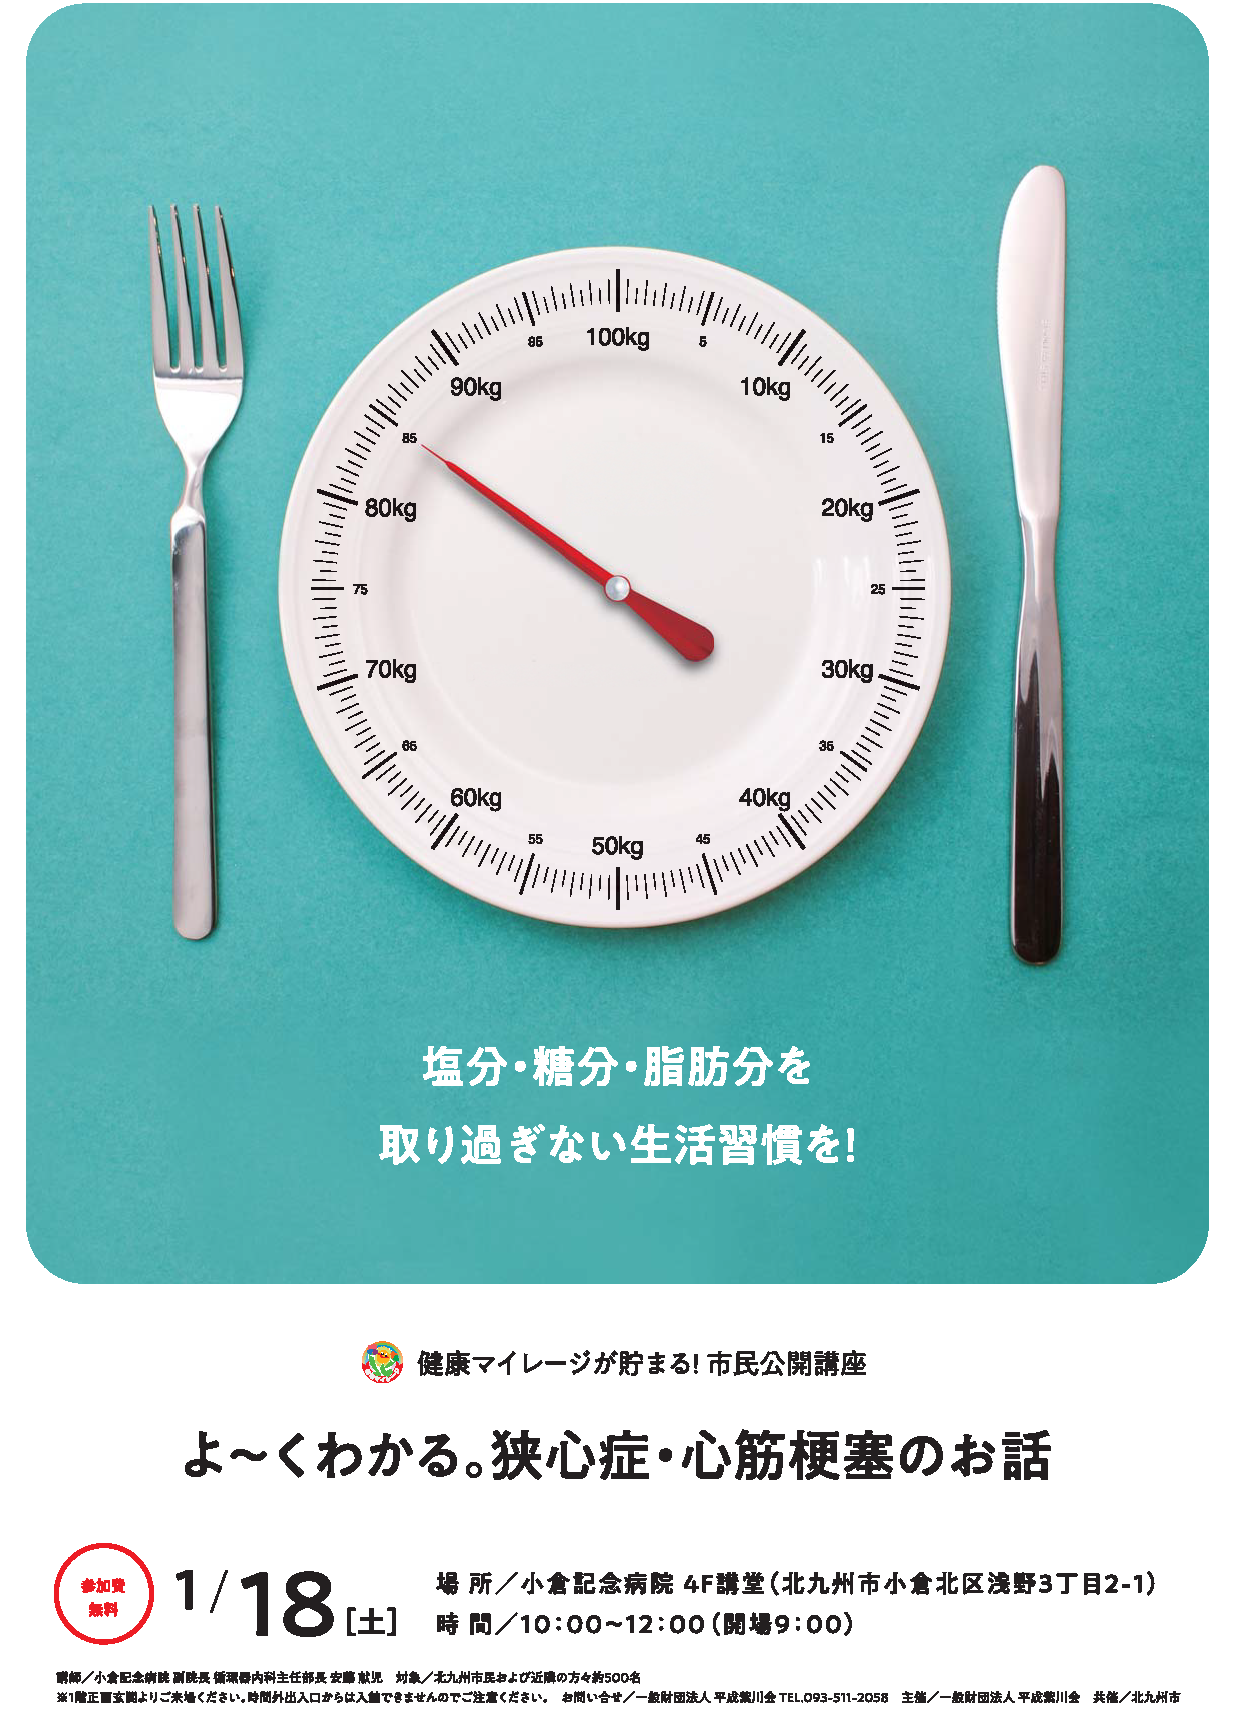 100kg
95
5
90kg
10kg
85
15
80kg
20kg
75
25
70kg
30kg
65
35
60kg
40kg
55
45
50kg
塩分・糖分・脂肪分を
取り過ぎない生活習慣を!
健康マイレージが貯まる! 市民公開講座
よ〜くわかる。狭心症・心筋梗塞のお話
参加費
無料
1/18[土]
場 所／小倉記念病院 4F講堂（北九州市小倉北区浅野3丁目2-1）
時 間／10：00〜12：00（開場9：00）
講師／小倉記念病院 副院長 循環器内科主任部長 安藤 献児　対象／北九州市民および近隣の方々約500名
※1階正面玄関よりご来場ください。時間外出入口からは入館できませんのでご注意ください。　お問い合せ／一般財団法人 平成紫川会 TEL.093-511-2058　主催／一般財団法人 平成紫川会　共催／北九州市